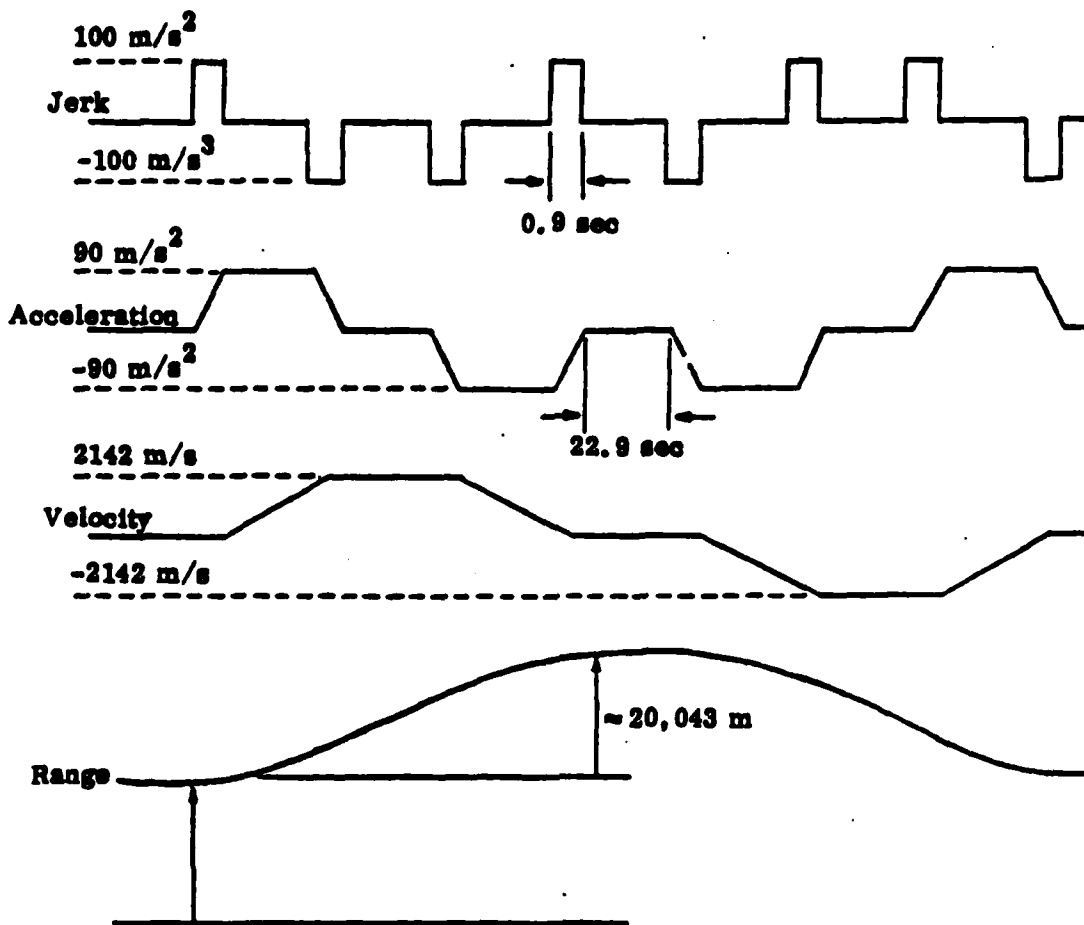 100 m/s²
Jerk
-100 m/s³
0.9 sec
90 m/s²
Acceleration
-90 m/s²
22.9 sec
2142 m/s
Velocity
-2142 m/s
≈ 20,043 m
Range